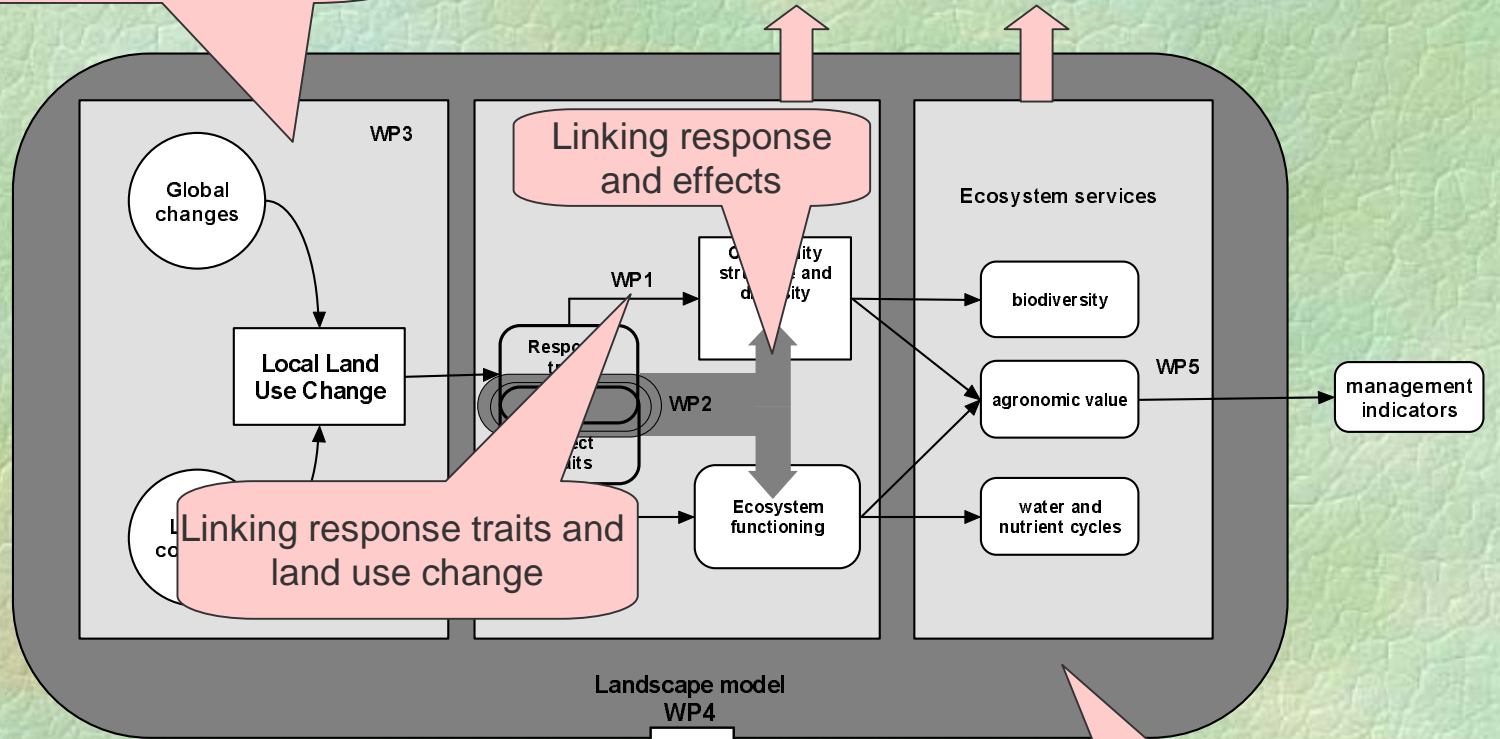 WP3
Global
changes
Local Land
Use Change
Linking response traits and
land use change
Linking response
and effects
WP1
and
WP2
Ecosystem
functioning
Ecosystem services
biodiversity
agronomic value
water and
nutrient cycles
WP5
management
indicators
Landscape model
WP4